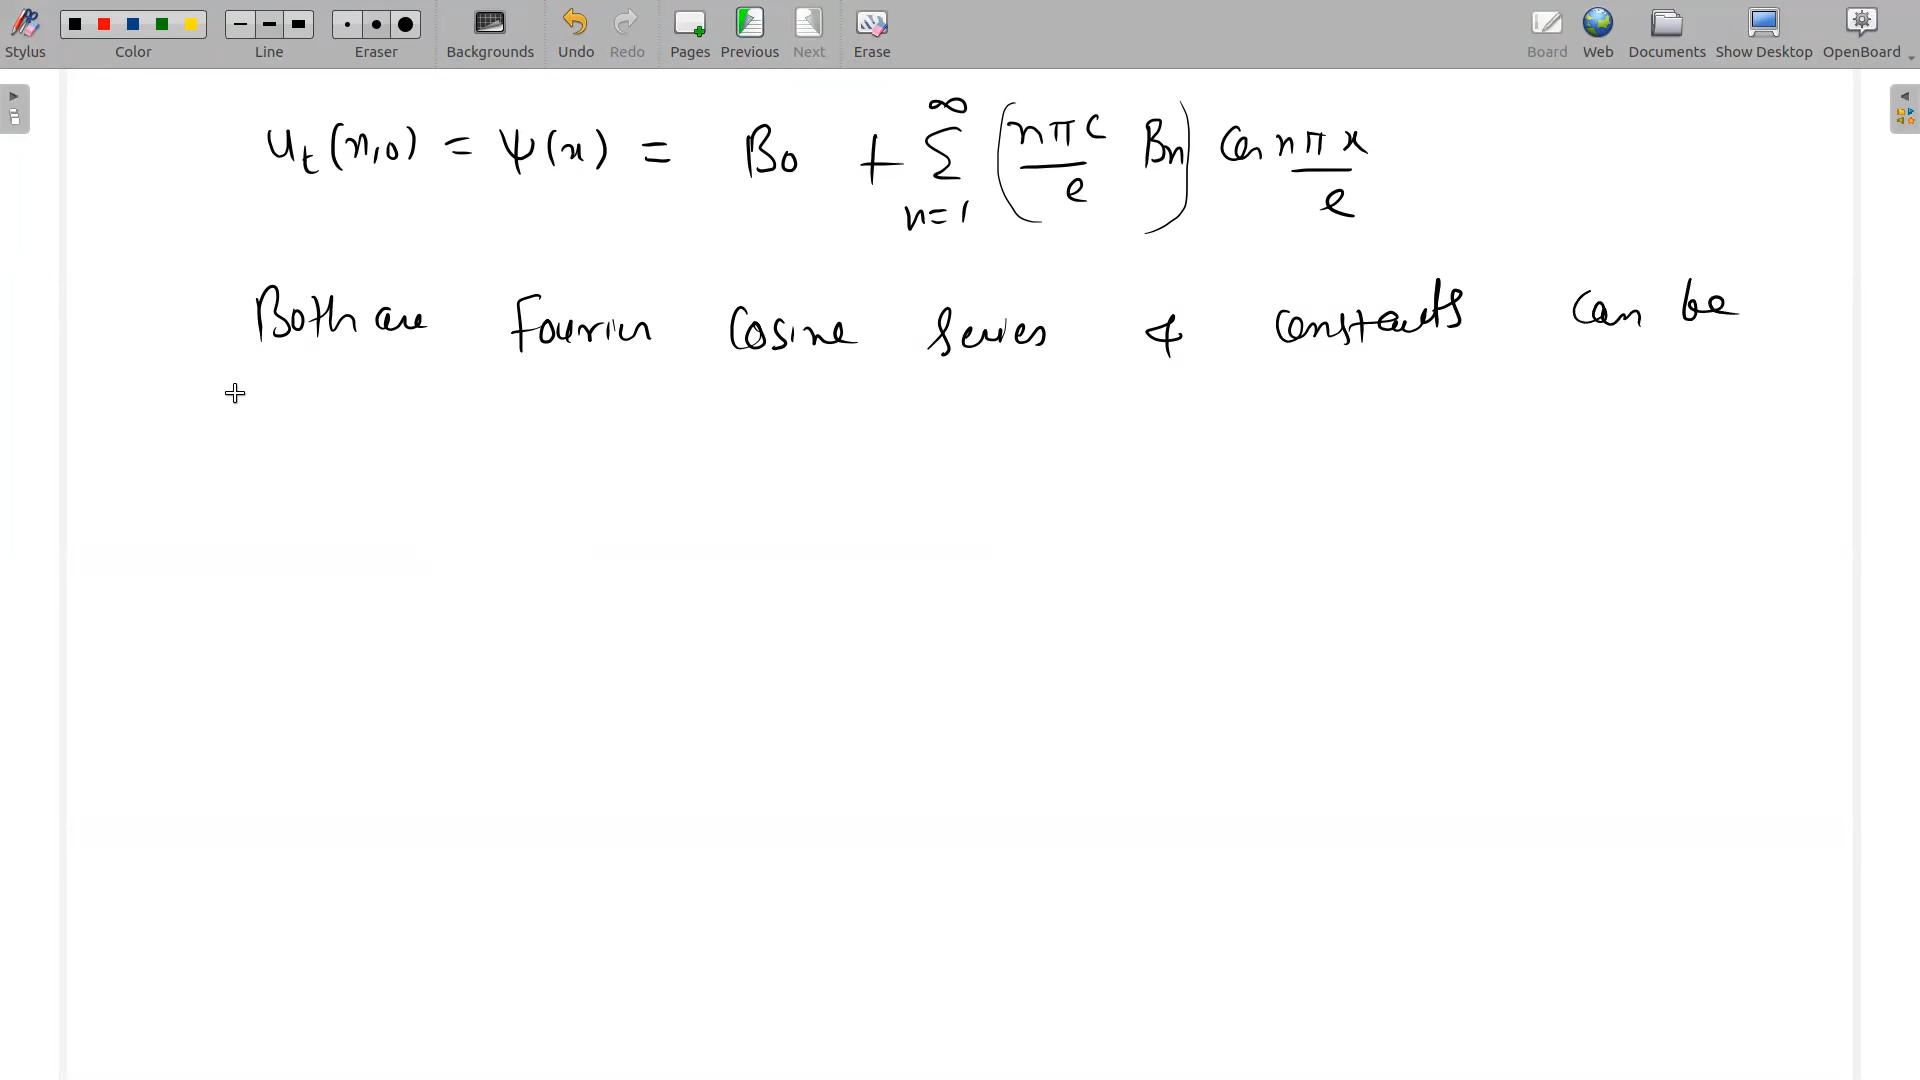 Stylus Color Line Eraser Backgrounds Undo Redo Pages Previous Next Erase Board Web Documents Show Desktop OpenBoard
u_t(x,0) = ψ(x) = B0 + ∑_{n=1}^{∞} (nπc/l Bn) Cos nπx/l
Both are Fourier Cosine Series & constants can be